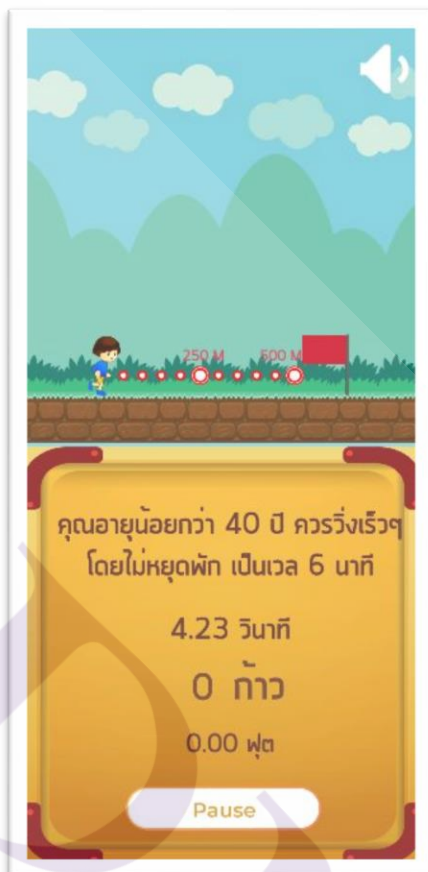 250 M 500 M
คุณอายุน้อยกว่า 40 ปี ควรวิ่งเร็วๆ
โดยไม่หยุดพัก เป็นเวล 6 นาที
4.23 วินาที
0 ก้าว
0.00 ฟุต
Pause